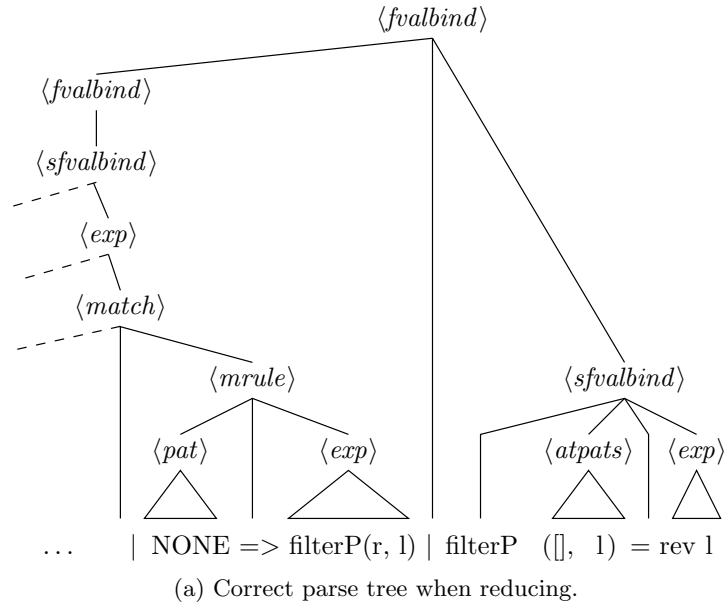 ⟨fvalbind⟩
⟨fvalbind⟩
⟨sfvalbind⟩
⟨exp⟩
⟨match⟩
⟨mrule⟩ ⟨sfvalbind⟩
⟨pat⟩ ⟨exp⟩ ⟨atpats⟩ ⟨exp⟩
... | NONE => filterP(r, l) | filterP ([], l) = rev l
(a) Correct parse tree when reducing.